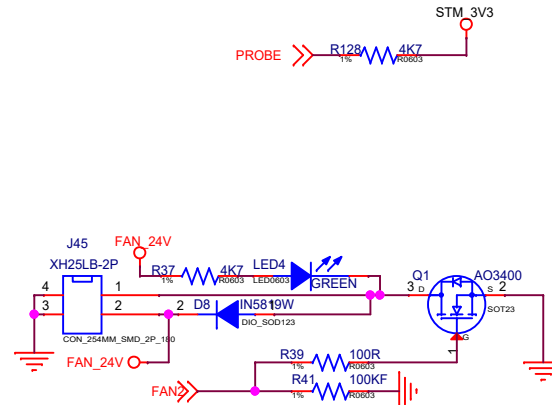 STM_3V3
PROBE
R128
4K7
1%
R0603
J45
FAN_24V
XH25LB-2P
R37
4K7
LED4
1%
R0603
LED0603
GREEN
Q1
AO3400
4
1
3
D
S
2
3
2
2
D8
IN5819W
1
SOT23
DIO_SOD123
CON_254MM_SMD_2P_180
G
1
FAN_24V
R39
100R
1%
R0603
FAN2
R41
100KF
1%
R0603